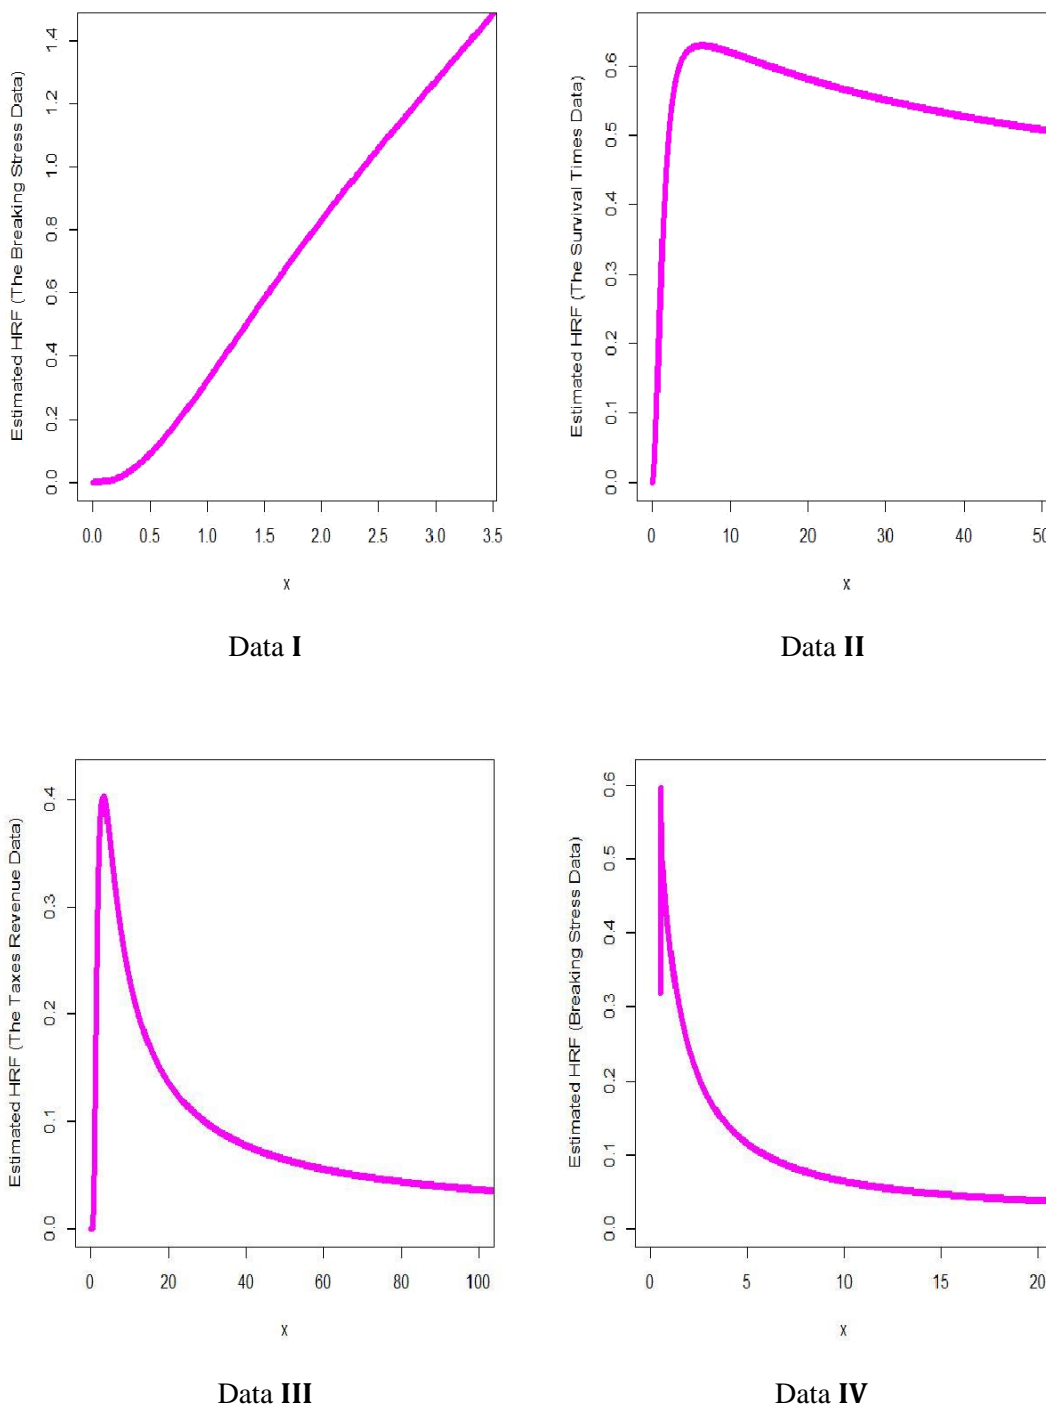 Estimated HRF (The Breaking Stress Data)
1.4
1.2
1.0
0.8
0.6
0.4
0.2
0.0
0.0 0.5 1.0 1.5 2.0 2.5 3.0 3.5
x
Data I
Estimated HRF (The Survival Times Data)
0.6
0.5
0.4
0.3
0.2
0.1
0.0
0 10 20 30 40 50
x
Data II
Estimated HRF (The Taxes Revenue Data)
0.4
0.3
0.2
0.1
0.0
0 20 40 60 80 100
x
Data III
Estimated HRF (Breaking Stress Data)
0.6
0.5
0.4
0.3
0.2
0.1
0.0
0 5 10 15 20
x
Data IV